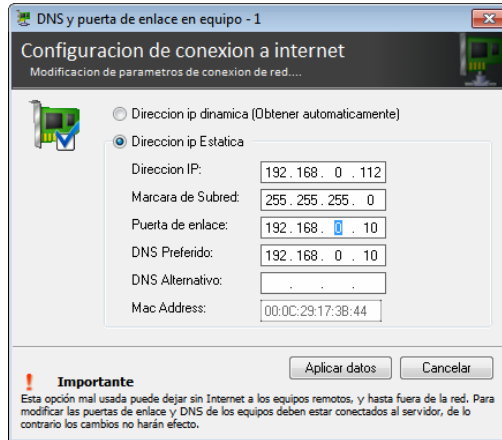 DNS y puerta de enlace en equipo - 1
Configuracion de conexion a internet
Modificacion de parametros de conexion de red....
Direccion ip dinamica (Obtener automaticamente)
Direccion ip Estatica
Direccion IP: 192 . 168 . 0 . 112
Marcara de Subred: 255 . 255 . 255 . 0
Puerta de enlace: 192 . 168 . 0 . 10
DNS Preferido: 192 . 168 . 0 . 10
DNS Alternativo: . . .
Mac Address: 00:0C:29:17:3B:44
Aplicar datos Cancelar
! Importante
Esta opción mal usada puede dejar sin Internet a los equipos remotos, y hasta fuera de la red. Para
modificar las puertas de enlace y DNS de los equipos deben estar conectados al servidor, de lo
contrario los cambios no harán efecto.